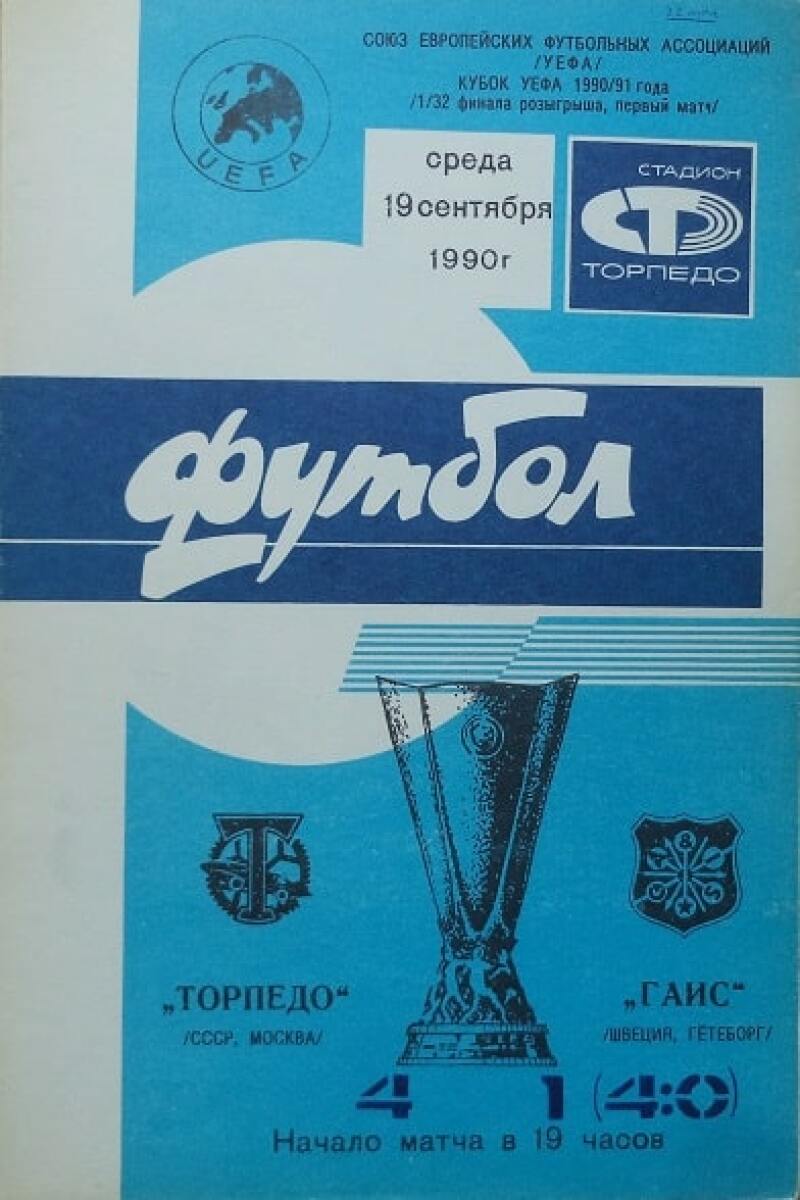 СОЮЗ ЕВРОПЕЙСКИХ ФУТБОЛЬНЫХ АССОЦИАЦИЙ
/УЕФА/
КУБОК УЕФА 1990/91 года
/1/32 финала розыгрыша, первый матч/
UEFA
среда
19 сентября
1990г
СТАДИОН
ТОРПЕДО
футбол
„ТОРПЕДО“
/СССР, МОСКВА/
„ГАИС“
/ШВЕЦИЯ, ГЁТЕБОРГ/
4 1 (4:0)
Начало матча в 19 часов